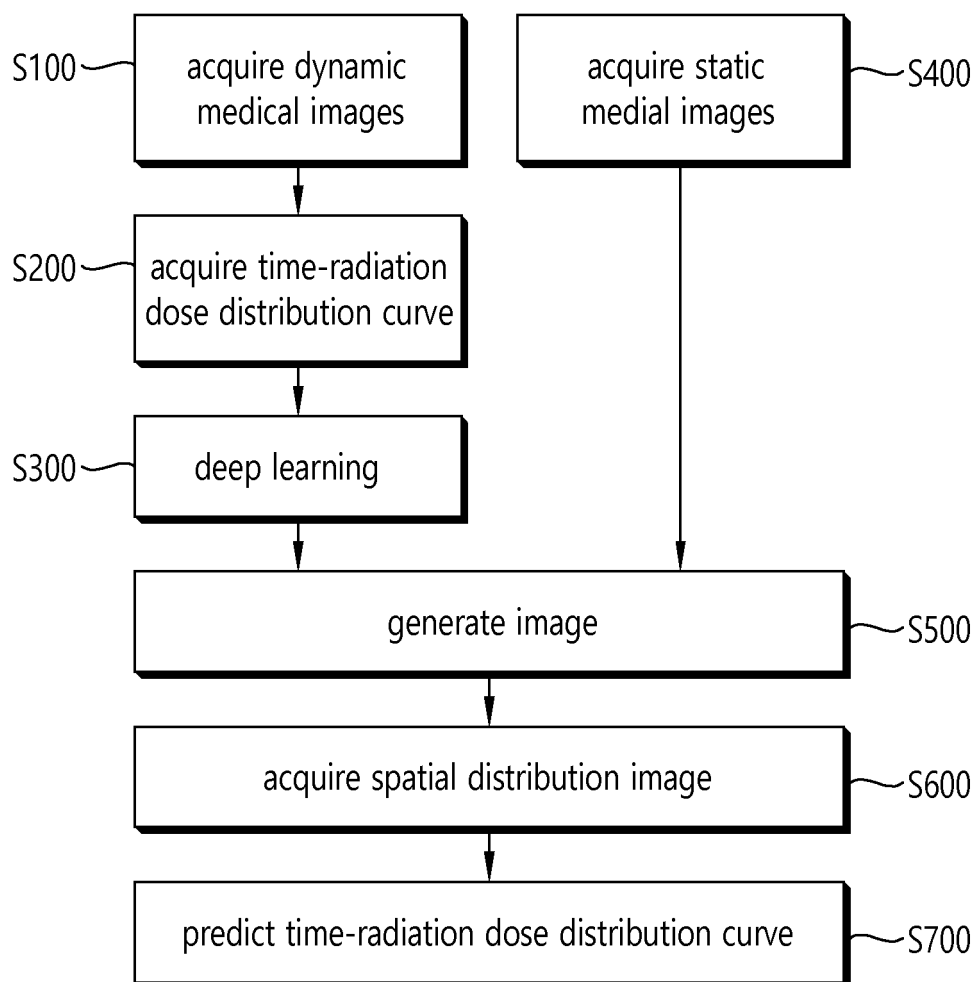 S100
acquire dynamic
medical images
acquire static
medial images
S400
S200
acquire time-radiation
dose distribution curve
S300
deep learning
generate image
S500
acquire spatial distribution image
S600
predict time-radiation dose distribution curve
S700